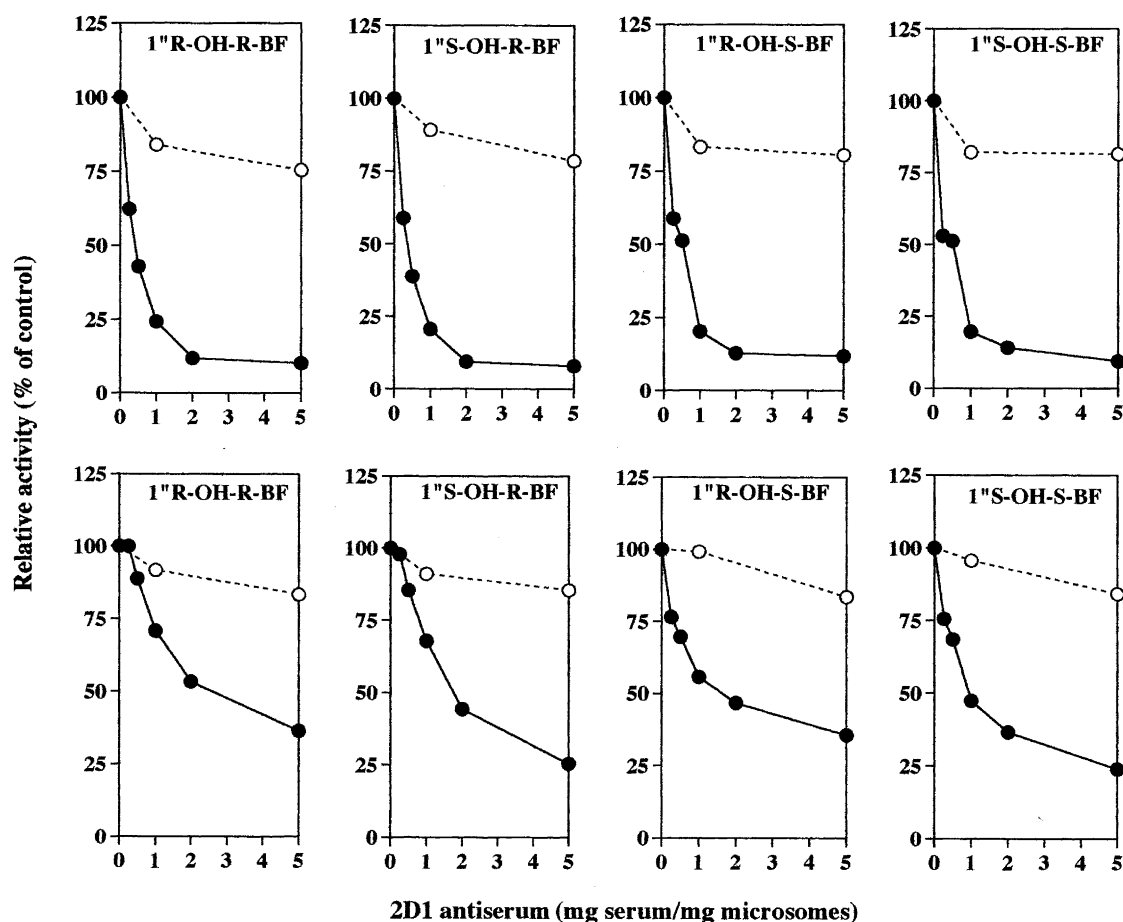 Relative activity (% of control)
1"R-OH-R-BF
1"S-OH-R-BF
1"R-OH-S-BF
1"S-OH-S-BF
125 125 125 125
100 100 100 100
75 75 75 75
50 50 50 50
25 25 25 25
0 0 0 0
0 1 2 3 4 5 0 1 2 3 4 5 0 1 2 3 4 5 0 1 2 3 4 5
1"R-OH-R-BF
1"S-OH-R-BF
1"R-OH-S-BF
1"S-OH-S-BF
125 125 125 125
100 100 100 100
75 75 75 75
50 50 50 50
25 25 25 25
0 0 0 0
0 1 2 3 4 5 0 1 2 3 4 5 0 1 2 3 4 5 0 1 2 3 4 5
2D1 antiserum (mg serum/mg microsomes)